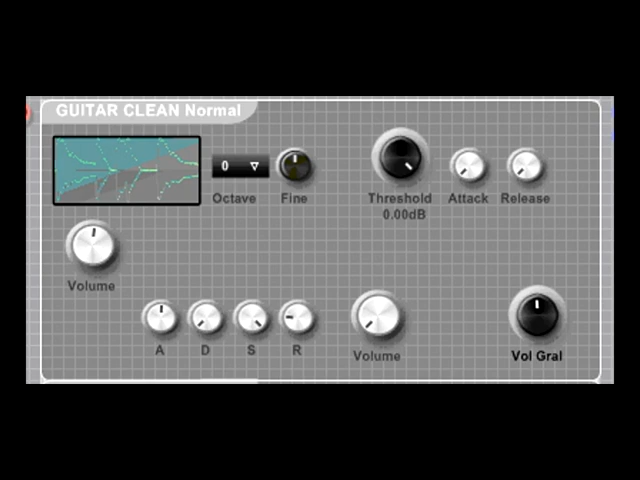 GUITAR CLEAN Normal
0
Octave
Fine
Threshold
0.00dB
Attack
Release
Volume
A
D
S
R
Volume
Vol Gral